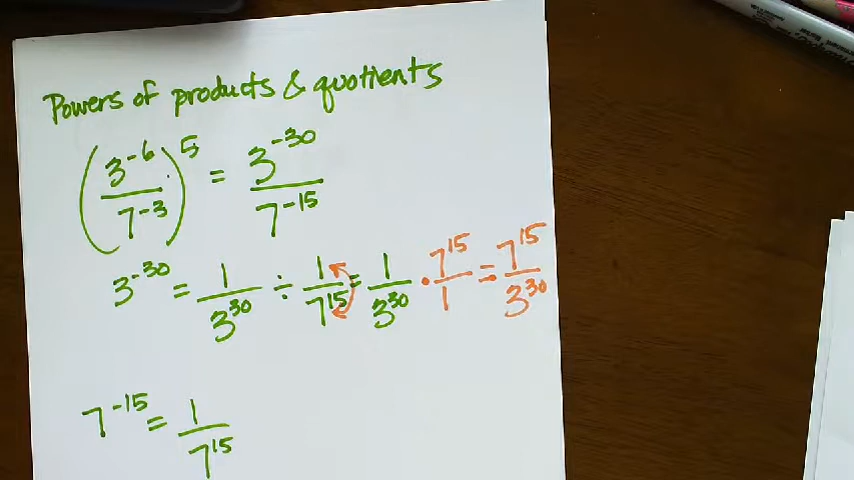 Powers of products & quotients
(3^-6 / 7^-3)^5 = 3^-30 / 7^-15
3^-30 = 1 / 3^30 ÷ 1 / 7^15 = 1 / 3^30 • 7^15 / 1 = 7^15 / 3^30
7^-15 = 1 / 7^15